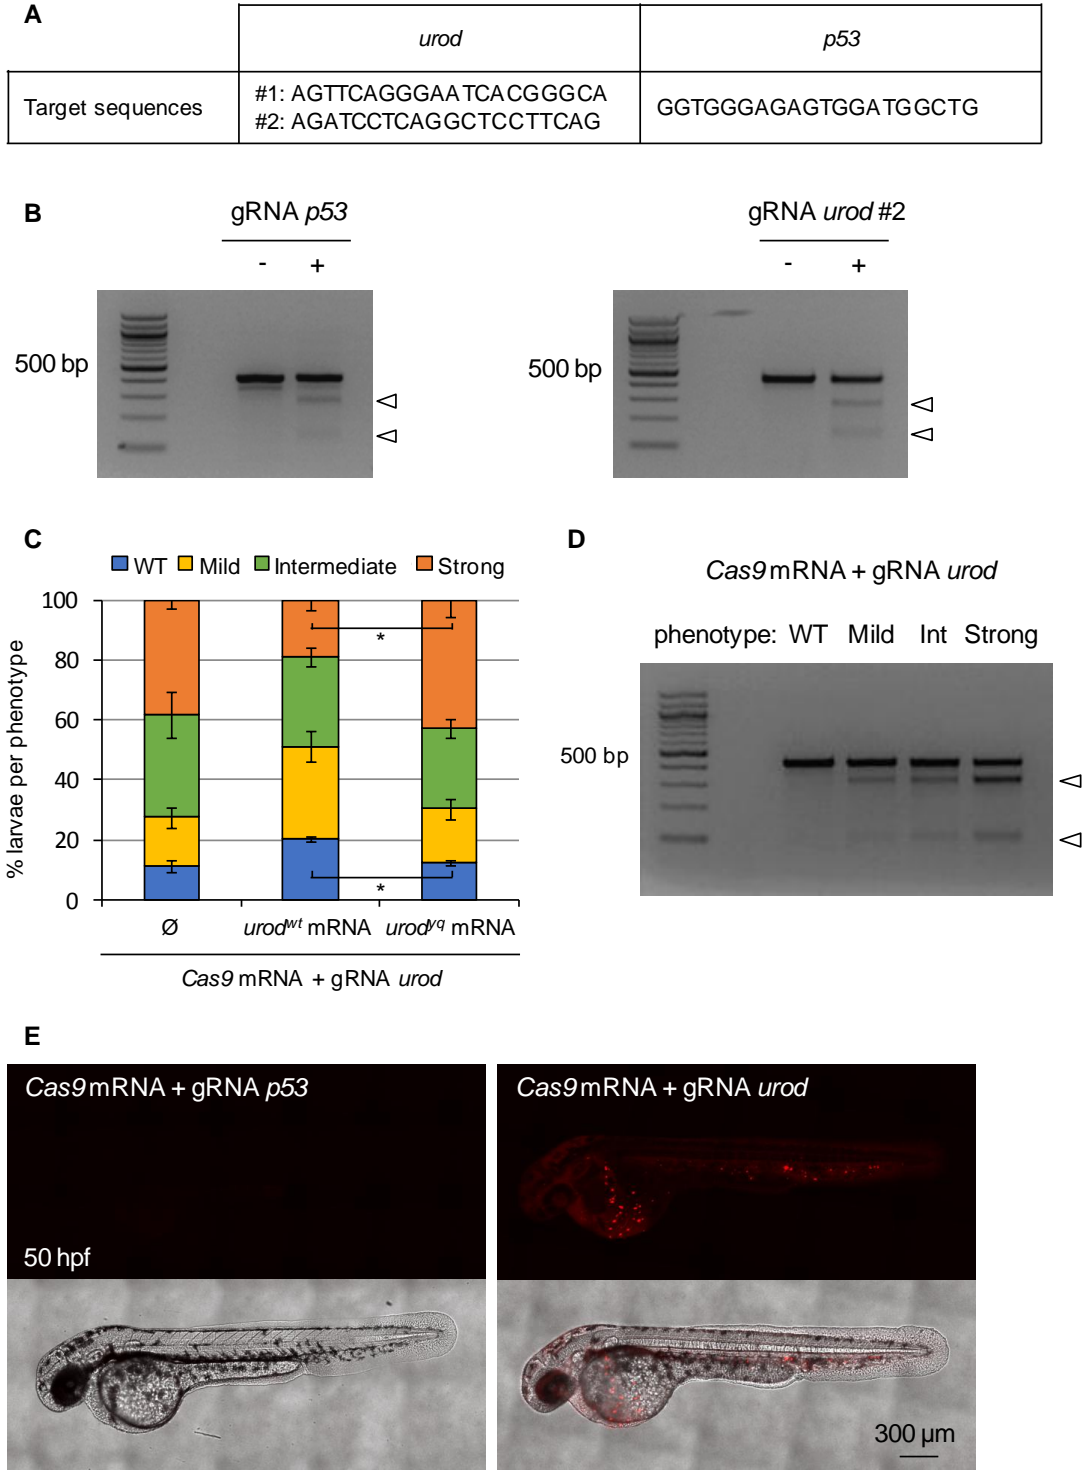 A
urod
p53
Target sequences
#1: AGTTCAGGGAATCACGGGCA
#2: AGATCCTCAGGCTCCTTCAG
GGTGGGAGAGTGGATGGCTG
B
gRNA p53
gRNA urod #2
- +
- +
500 bp
500 bp
C
WT Mild Intermediate Strong
% larvae per phenotype
100
80
60
40
20
0
*
*
Ø urodʷᵗ mRNA urodʸᑫ mRNA
Cas9 mRNA + gRNA urod
D
Cas9 mRNA + gRNA urod
phenotype: WT Mild Int Strong
500 bp
E
Cas9 mRNA + gRNA p53
Cas9 mRNA + gRNA urod
50 hpf
300 µm